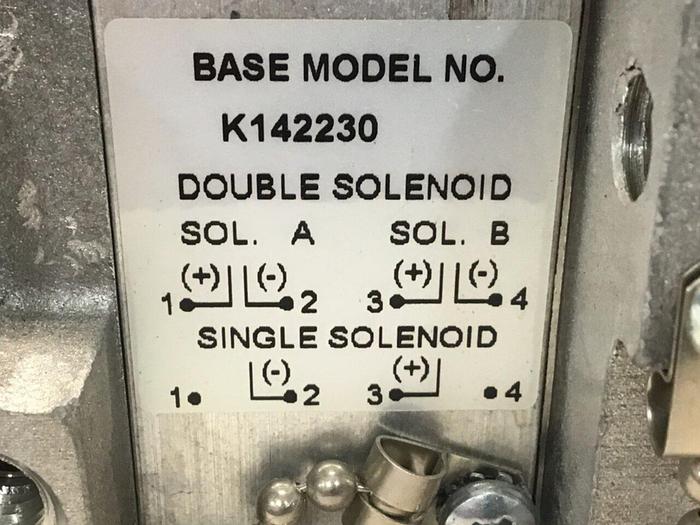 BASE MODEL NO.
K142230
DOUBLE SOLENOID
SOL. A SOL. B
(+) (-) (+) (-)
1 2 3 4
SINGLE SOLENOID
(-) (+)
1 2 3 4